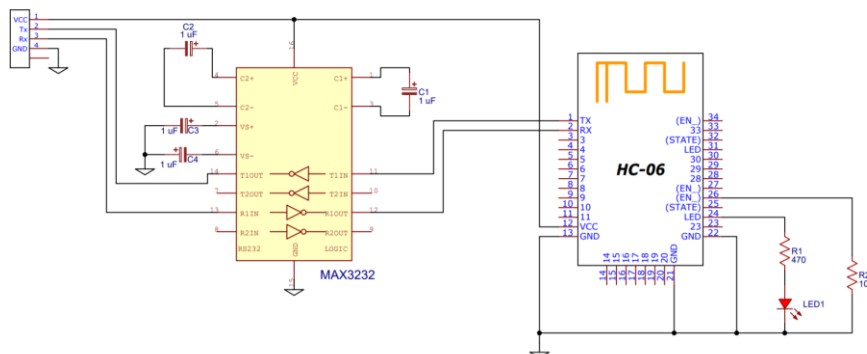 VCC 1
Tx 2
Rx 3
GND 4
C2
1 uF
4 C2+
5 C2-
2 VS+
6 VS-
1 uF C3
C4
1 uF
16
VCC
C1+ 1
C1- 3
C1
1 uF
14 T1OUT T1IN 11
7 T2OUT T2IN 10
13 R1IN R1OUT 12
8 R2IN R2OUT 9
RS232 GND LOGIC
15
MAX3232
HC-06
1 TX
2 RX
3 3
4 4
5 5
6 6
7 7
8 8
9 9
10 10
11 11
12 VCC
13 GND
(EN_) 34
33 33
(STATE) 32
LED 31
30 30
29 29
28 28
(EN_) 27
(EN_) 26
(STATE) 25
LED 24
23 23
GND 22
14 15 16 17 18 19 20 GND
14 15 16 17 18 19 20 21
R1
470
LED1
R2
10